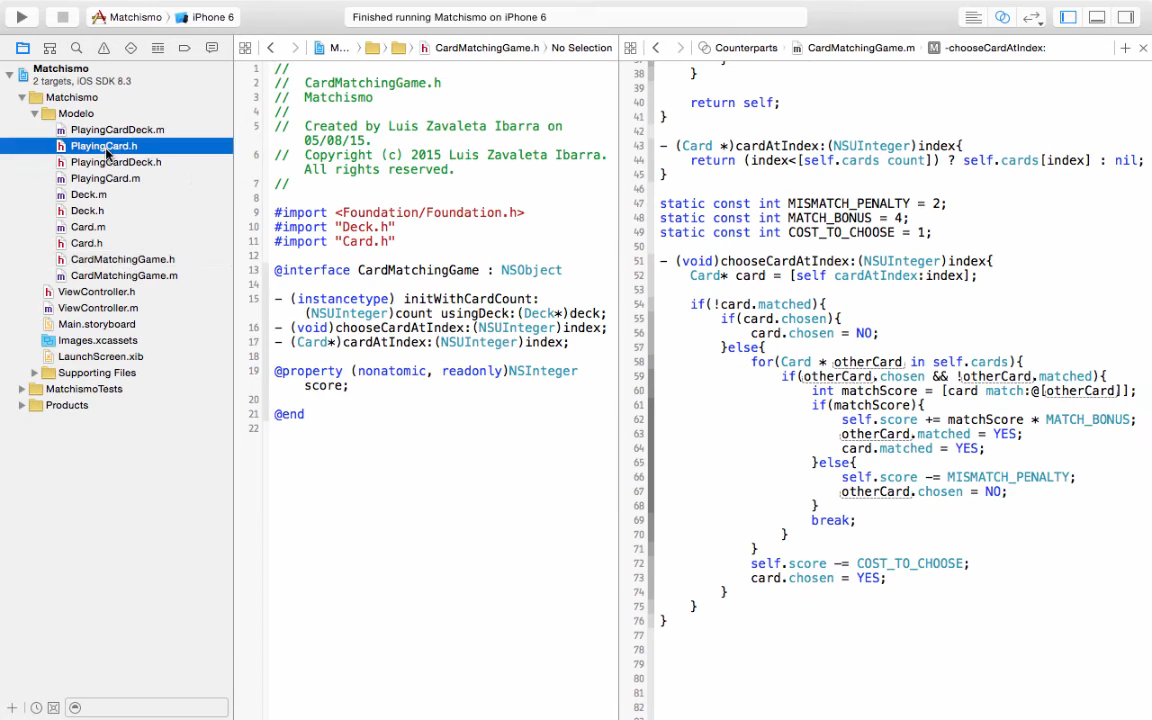 Matchismo
iPhone 6
Finished running Matchismo on iPhone 6
M...
CardMatchingGame.h
No Selection
Counterparts
CardMatchingGame.m
-chooseCardAtIndex:
Matchismo
2 targets, iOS SDK 8.3
Matchismo
Modelo
PlayingCardDeck.m
PlayingCard.h
PlayingCardDeck.h
PlayingCard.m
Deck.m
Deck.h
Card.m
Card.h
CardMatchingGame.h
CardMatchingGame.m
ViewController.h
ViewController.m
Main.storyboard
Images.xcassets
LaunchScreen.xib
Supporting Files
MatchismoTests
Products
1 //
2 //  CardMatchingGame.h
3 //  Matchismo
4 //
5 //  Created by Luis Zavaleta Ibarra on
05/08/15.
6 //  Copyright (c) 2015 Luis Zavaleta Ibarra.
All rights reserved.
7 //
8
9 #import <Foundation/Foundation.h>
10 #import "Deck.h"
11 #import "Card.h"
12
13 @interface CardMatchingGame : NSObject
14
15 - (instancetype) initWithCardCount:
(NSUInteger)count usingDeck:(Deck*)deck;
16 - (void)chooseCardAtIndex:(NSUInteger)index;
17 - (Card*)cardAtIndex:(NSUInteger)index;
18
19 @property (nonatomic, readonly)NSInteger
score;
20
21 @end
22
38 }
39
40 return self;
41 }
42
43 - (Card *)cardAtIndex:(NSUInteger)index{
44 return (index<[self.cards count]) ? self.cards[index] : nil;
45 }
46
47 static const int MISMATCH_PENALTY = 2;
48 static const int MATCH_BONUS = 4;
49 static const int COST_TO_CHOOSE = 1;
50
51 - (void)chooseCardAtIndex:(NSUInteger)index{
52 Card* card = [self cardAtIndex:index];
53
54 if(!card.matched){
55 if(card.chosen){
56 card.chosen = NO;
57 }else{
58 for(Card * otherCard in self.cards){
59 if(otherCard.chosen && !otherCard.matched){
60 int matchScore = [card match:@[otherCard]];
61 if(matchScore){
62 self.score += matchScore * MATCH_BONUS;
63 otherCard.matched = YES;
64 card.matched = YES;
65 }else{
66 self.score -= MISMATCH_PENALTY;
67 otherCard.chosen = NO;
68 }
69 break;
70 }
71 }
72 self.score -= COST_TO_CHOOSE;
73 card.chosen = YES;
74 }
75 }
76 }
77
78
79
80
81
82